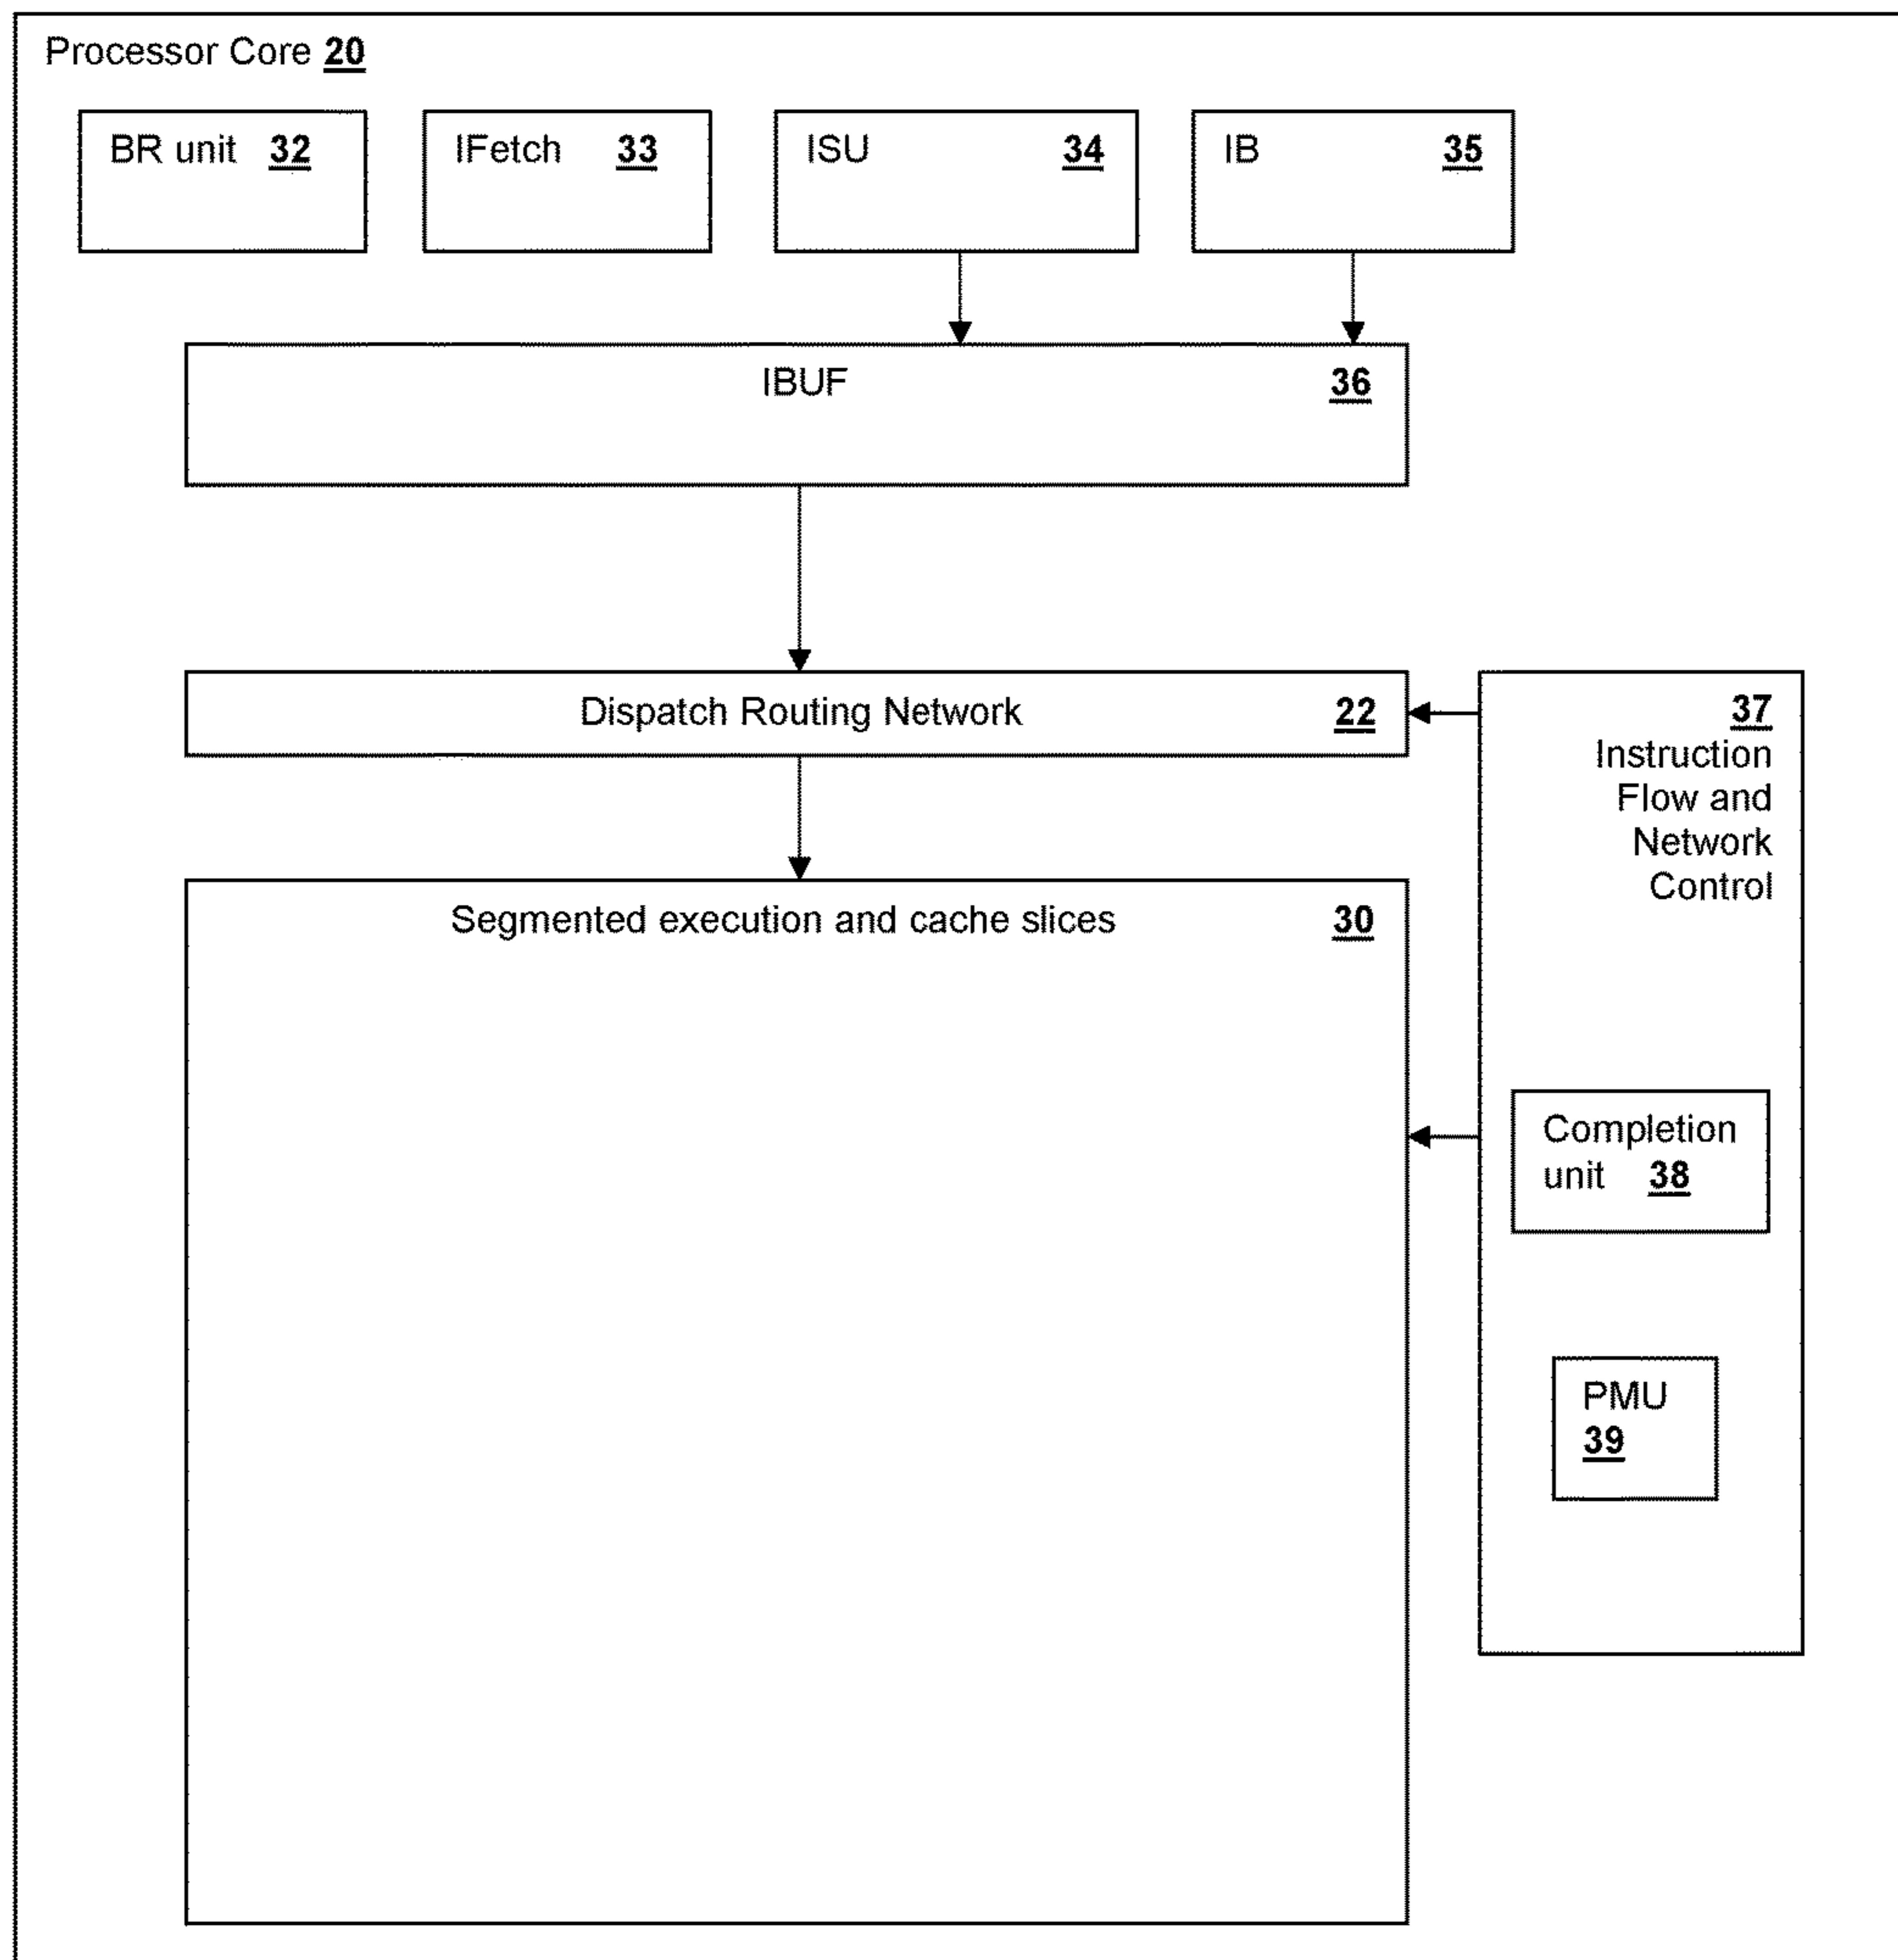 Processor Core 20
BR unit 32
IFetch 33
ISU 34
IB 35
IBUF 36
Dispatch Routing Network 22
37
Instruction
Flow and
Network
Control
Segmented execution and cache slices 30
Completion
unit 38
PMU
39